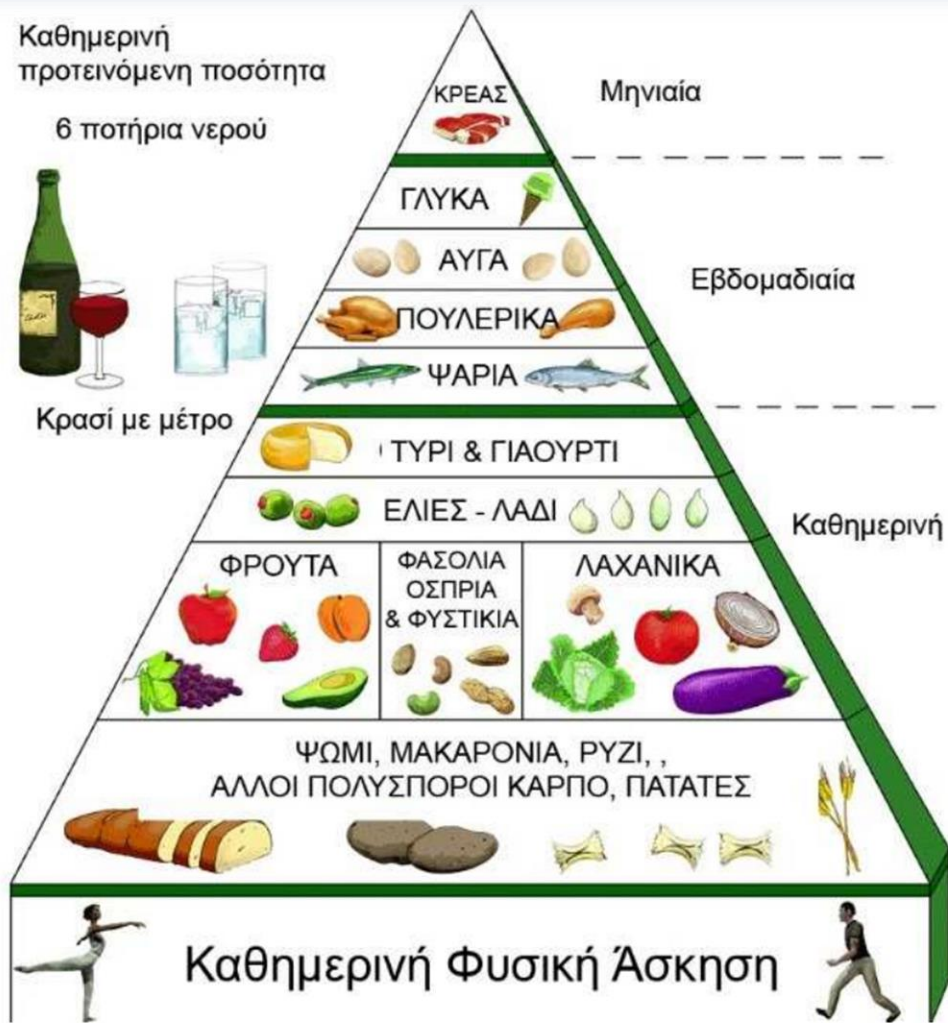 Καθημερινή
προτεινόμενη ποσότητα
6 ποτήρια νερού
Κρασί με μέτρο
ΚΡΕΑΣ
Μηνιαία
ΓΛΥΚΑ
ΑΥΓΑ
ΠΟΥΛΕΡΙΚΑ
ΨΑΡΙΑ
Εβδομαδιαία
ΤΥΡΙ & ΓΙΑΟΥΡΤΙ
ΕΛΙΕΣ - ΛΑΔΙ
Καθημερινή
ΦΡΟΥΤΑ
ΦΑΣΟΛΙΑ
ΟΣΠΡΙΑ
& ΦΥΣΤΙΚΙΑ
ΛΑΧΑΝΙΚΑ
ΨΩΜΙ, ΜΑΚΑΡΟΝΙΑ, ΡΥΖΙ, ,
ΑΛΛΟΙ ΠΟΛΥΣΠΟΡΟΙ ΚΑΡΠΟ, ΠΑΤΑΤΕΣ
Καθημερινή Φυσική Άσκηση